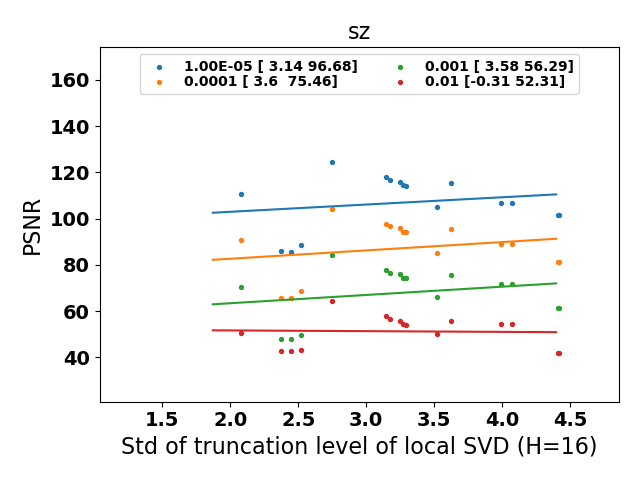 sz
1.00E-05 [ 3.14 96.68]
0.0001 [ 3.6  75.46]
0.001 [ 3.58 56.29]
0.01 [-0.31 52.31]
160
140
120
100
80
60
40
PSNR
1.5 2.0 2.5 3.0 3.5 4.0 4.5
Std of truncation level of local SVD (H=16)